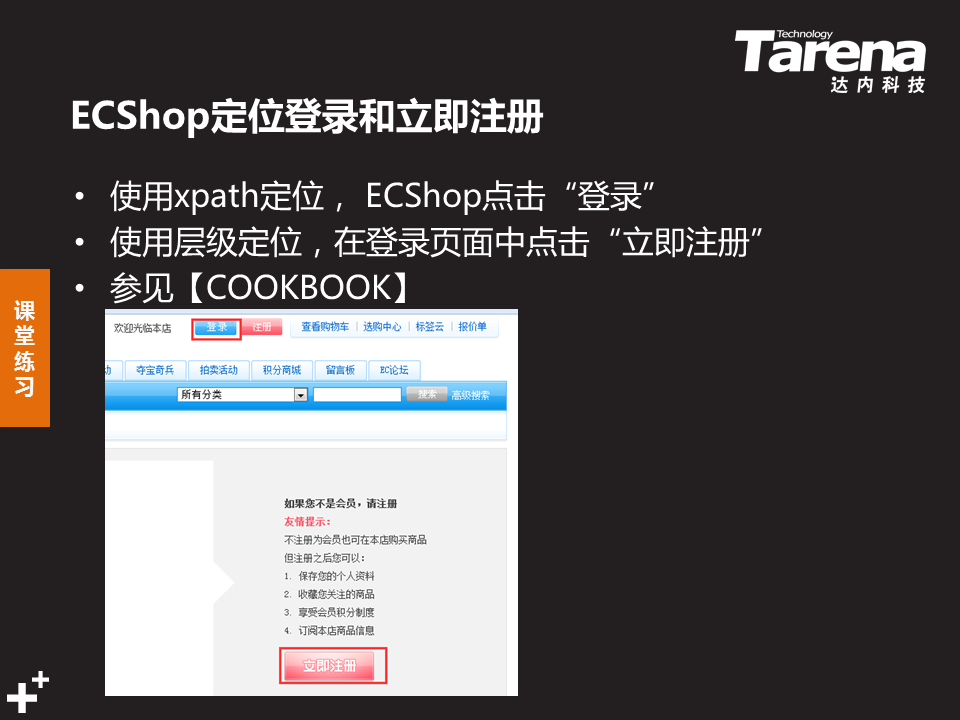 Technology
Tarena
达内科技
ECShop定位登录和立即注册
• 使用xpath定位，ECShop点击“登录”
• 使用层级定位，在登录页面中点击“立即注册”
• 参见【COOKBOOK】
课堂练习
欢迎光临本店 登录 注册 查看购物车 | 选购中心 | 标签云 | 报价单
动 夺宝奇兵 拍卖活动 积分商城 留言板 EC论坛
所有分类 搜索 高级搜索
如果您不是会员，请注册
友情提示：
不注册为会员也可在本店购买商品
但注册之后您可以：
1. 保存您的个人资料
2. 收藏您关注的商品
3. 享受会员积分制度
4. 订阅本店商品信息
立即注册